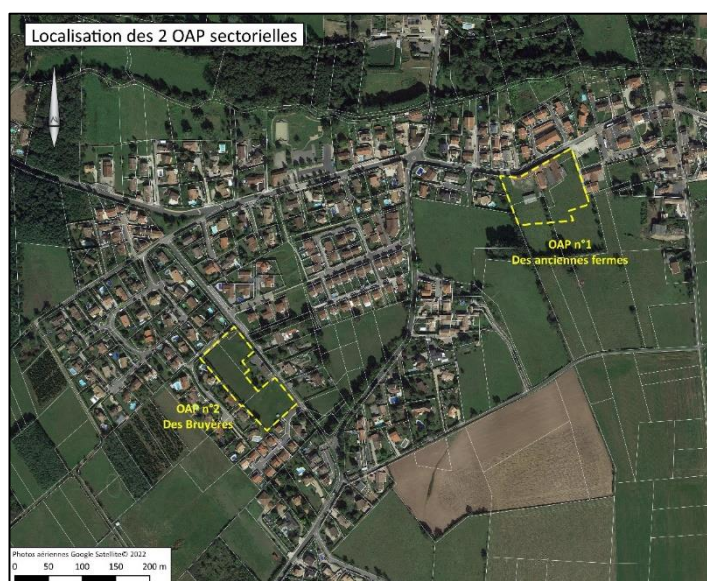 Localisation des 2 OAP sectorielles
OAP n°1
Des anciennes fermes
OAP n°2
Des Bruyères
Photos aériennes Google Satellite© 2022
0 50 100 150 200 m